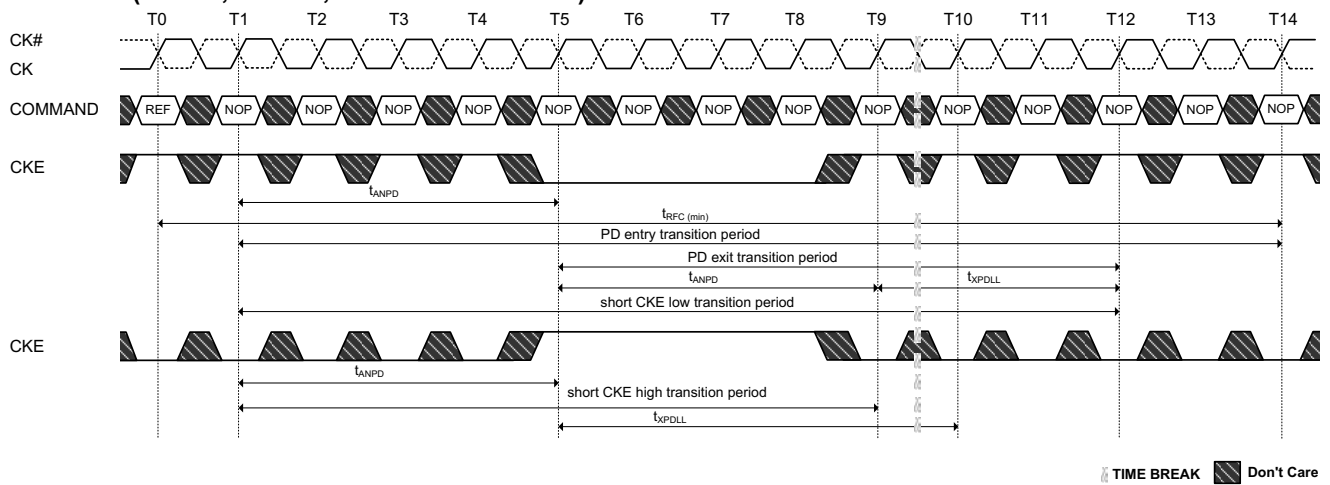 T0 T1 T2 T3 T4 T5 T6 T7 T8 T9 T10 T11 T12 T13 T14
CK#
CK
COMMAND REF NOP NOP NOP NOP NOP NOP NOP NOP NOP NOP NOP NOP NOP NOP
CKE
tANPD
tRFC (min)
PD entry transition period
PD exit transition period
tANPD tXPDLL
short CKE low transition period
CKE
tANPD
short CKE high transition period
tXPDLL
TIME BREAK Don't Care